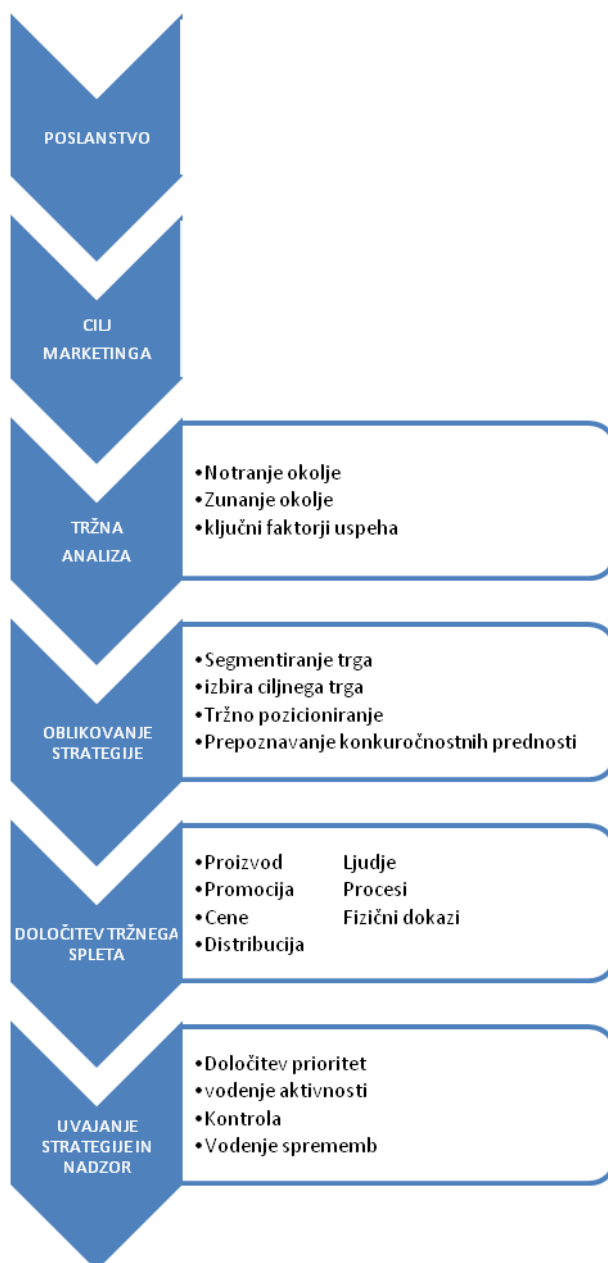 POSLANSTVO
CILJ
MARKETINGA
TRŽNA
ANALIZA
•Notranje okolje
•Zunanje okolje
•ključni faktorji uspeha
OBLIKOVANJE
STRATEGIJE
•Segmentiranje trga
•izbira ciljnega trga
•Tržno pozicioniranje
•Prepoznavanje konkuročnostnih prednosti
DOLOČITEV TRŽNEGA
SPLETA
•Proizvod Ljudje
•Promocija Procesi
•Cene Fizični dokazi
•Distribucija
UVAJANJE
STRATEGIJE IN
NADZOR
•Določitev prioritet
•vodenje aktivnosti
•Kontrola
•Vodenje sprememb